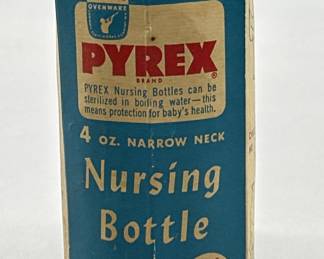 OVENWARE
PYREX
BRAND ®
PYREX Nursing Bottles can be
sterilized in boiling water—this
means protection for baby's health.
4 OZ. NARROW NECK
Nursing
Bottle